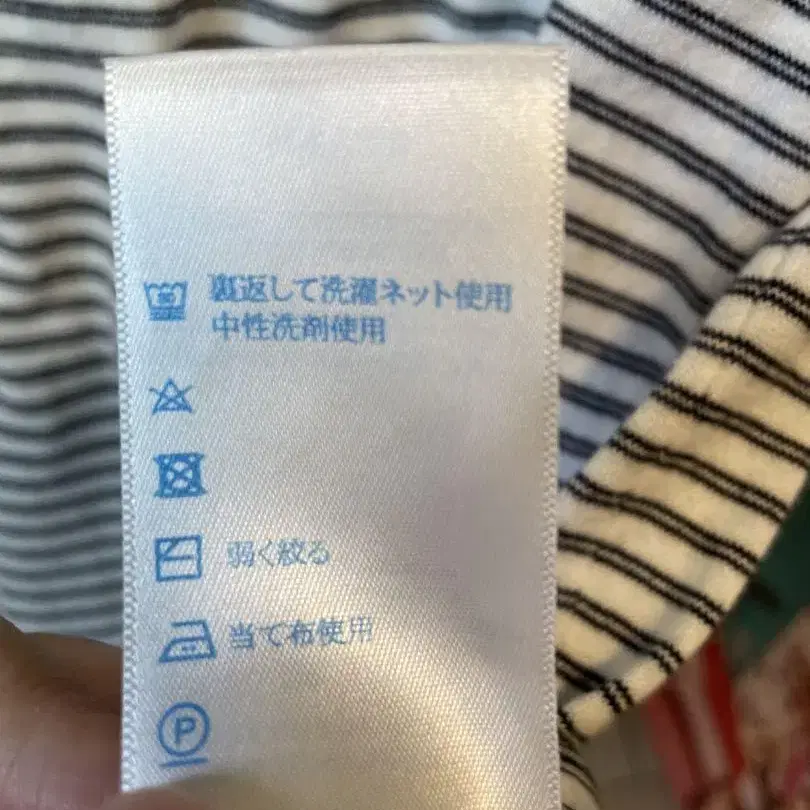 裏返して洗濯ネット使用
中性洗剤使用
弱く絞る
当て布使用
P